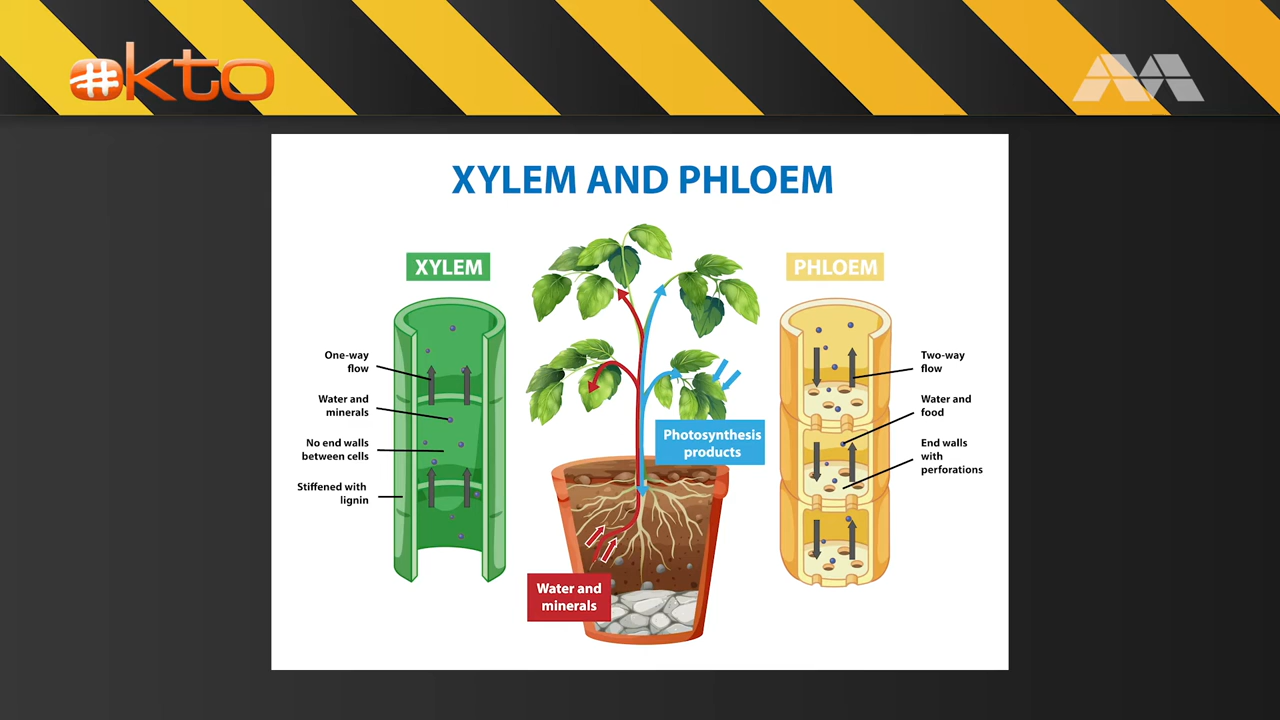 #okto
XYLEM AND PHLOEM
XYLEM
One-way
flow
Water and
minerals
No end walls
between cells
Stiffened with
lignin
Photosynthesis
products
Water and
minerals
PHLOEM
Two-way
flow
Water and
food
End walls
with
perforations